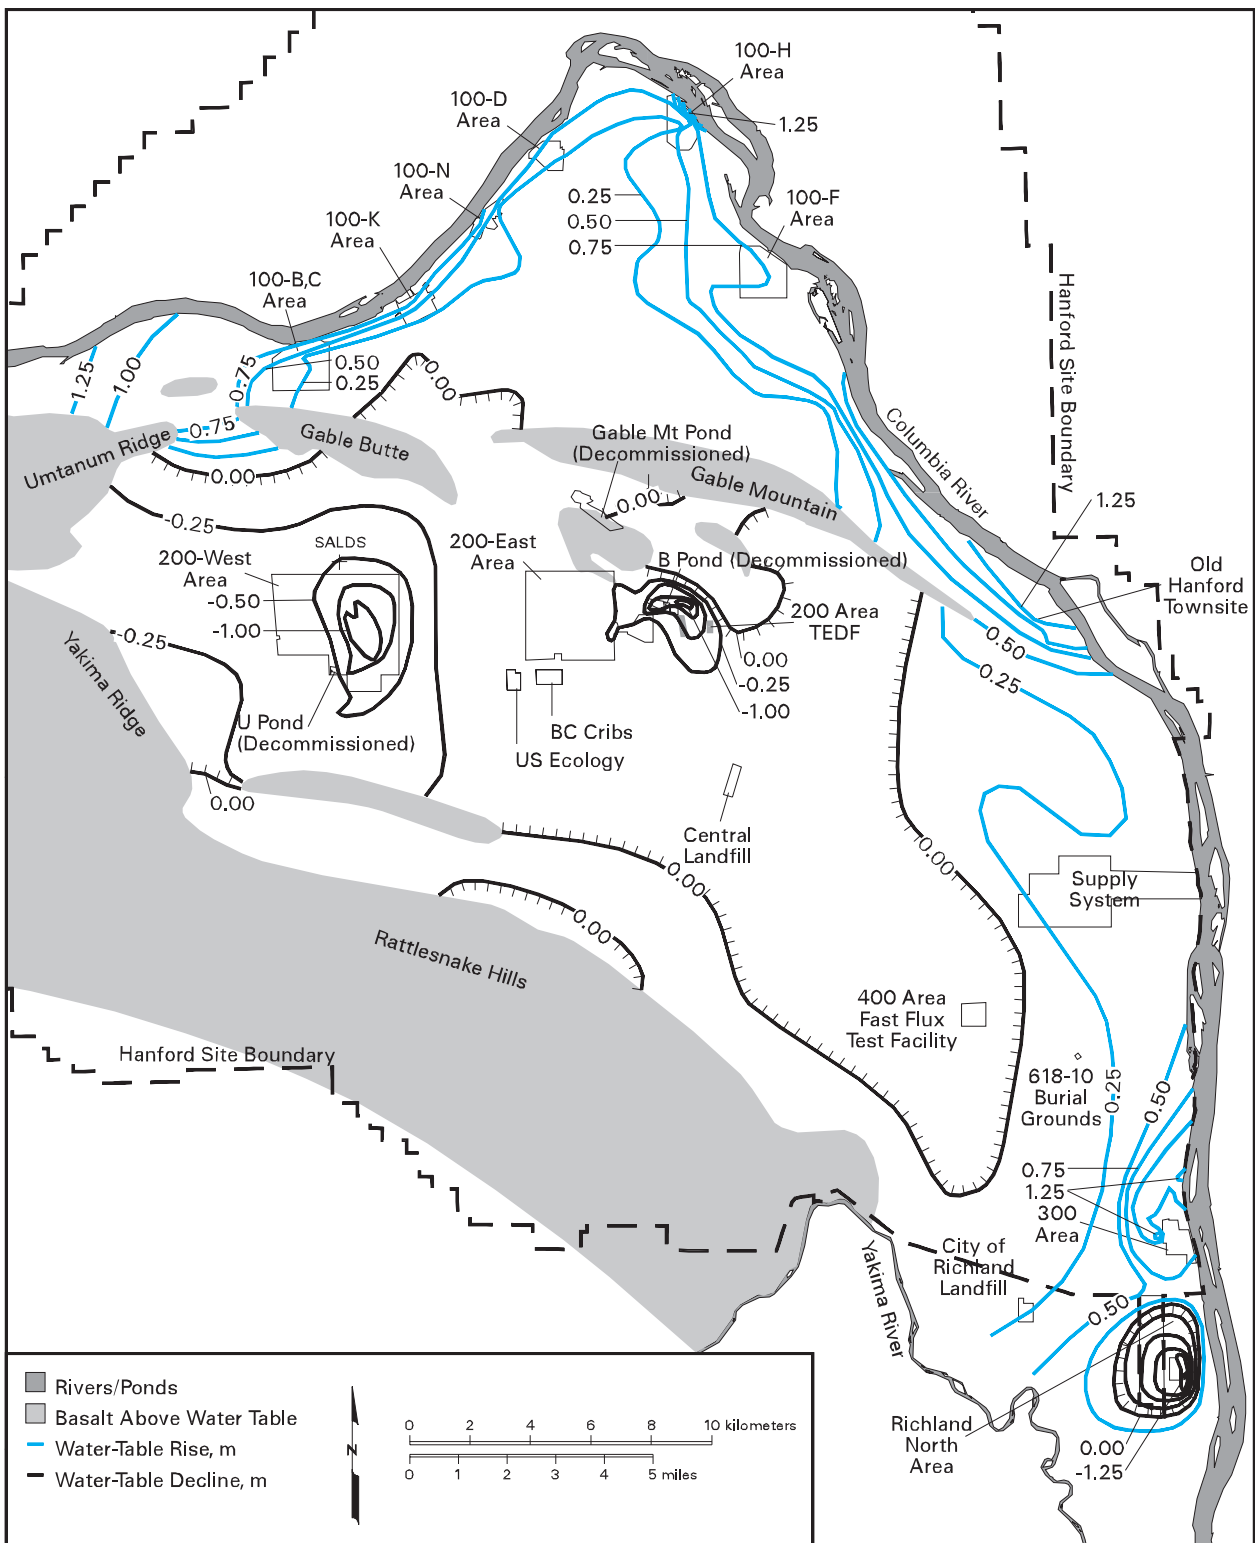 100-H
Area
100-D
Area
1.25
100-N
Area
0.25
0.50
0.75
100-F
Area
100-K
Area
100-B,C
Area
Hanford Site Boundary
1.25
1.00
0.75
0.50
0.25
0.00
0.75
Umtanum Ridge
Gable Butte
0.00
Gable Mt Pond
(Decommissioned)
Gable Mountain
0.00
Columbia River
1.25
-0.25
SALDS
200-West
Area
-0.50
-1.00
200-East
Area
B Pond (Decommissioned)
200 Area
TEDF
Old
Hanford
Townsite
-0.25
Yakima Ridge
0.00
-0.25
-1.00
0.50
0.25
U Pond
(Decommissioned)
BC Cribs
US Ecology
0.00
Central
Landfill
0.00
0.00
Supply
System
0.00
Rattlesnake Hills
400 Area
Fast Flux
Test Facility
Hanford Site Boundary
618-10
Burial
Grounds
0.25
0.50
0.75
1.25
300
Area
City of
Richland
Landfill
Yakima River
0.50
Richland
North
Area
0.00
-1.25
Rivers/Ponds
Basalt Above Water Table
Water-Table Rise, m
Water-Table Decline, m
N
0 2 4 6 8 10 kilometers
0 1 2 3 4 5 miles